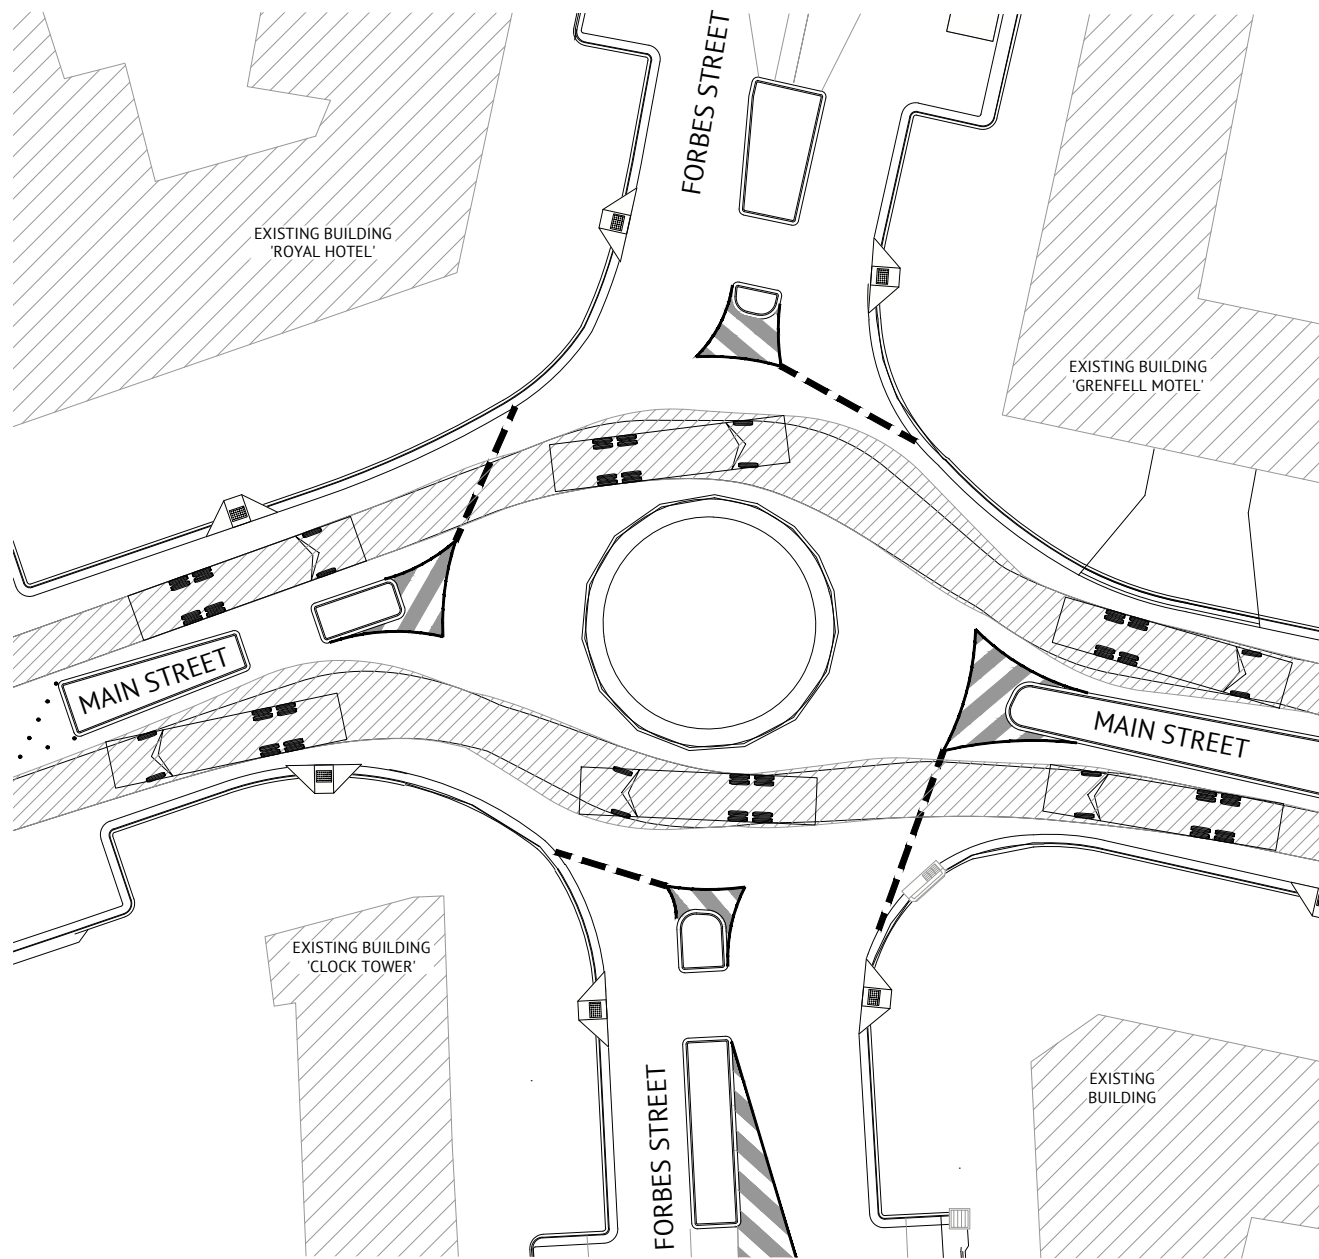 FORBES STREET
EXISTING BUILDING
'ROYAL HOTEL'
EXISTING BUILDING
'GRENFELL MOTEL'
MAIN STREET
MAIN STREET
EXISTING BUILDING
'CLOCK TOWER'
FORBES STREET
EXISTING
BUILDING